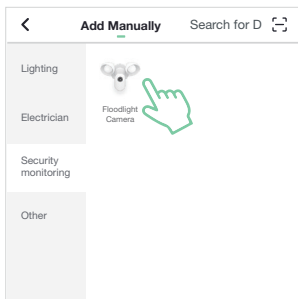 Add Manually Search for D
Lighting
Floodlight
Camera
Electrician
Security
monitoring
Other